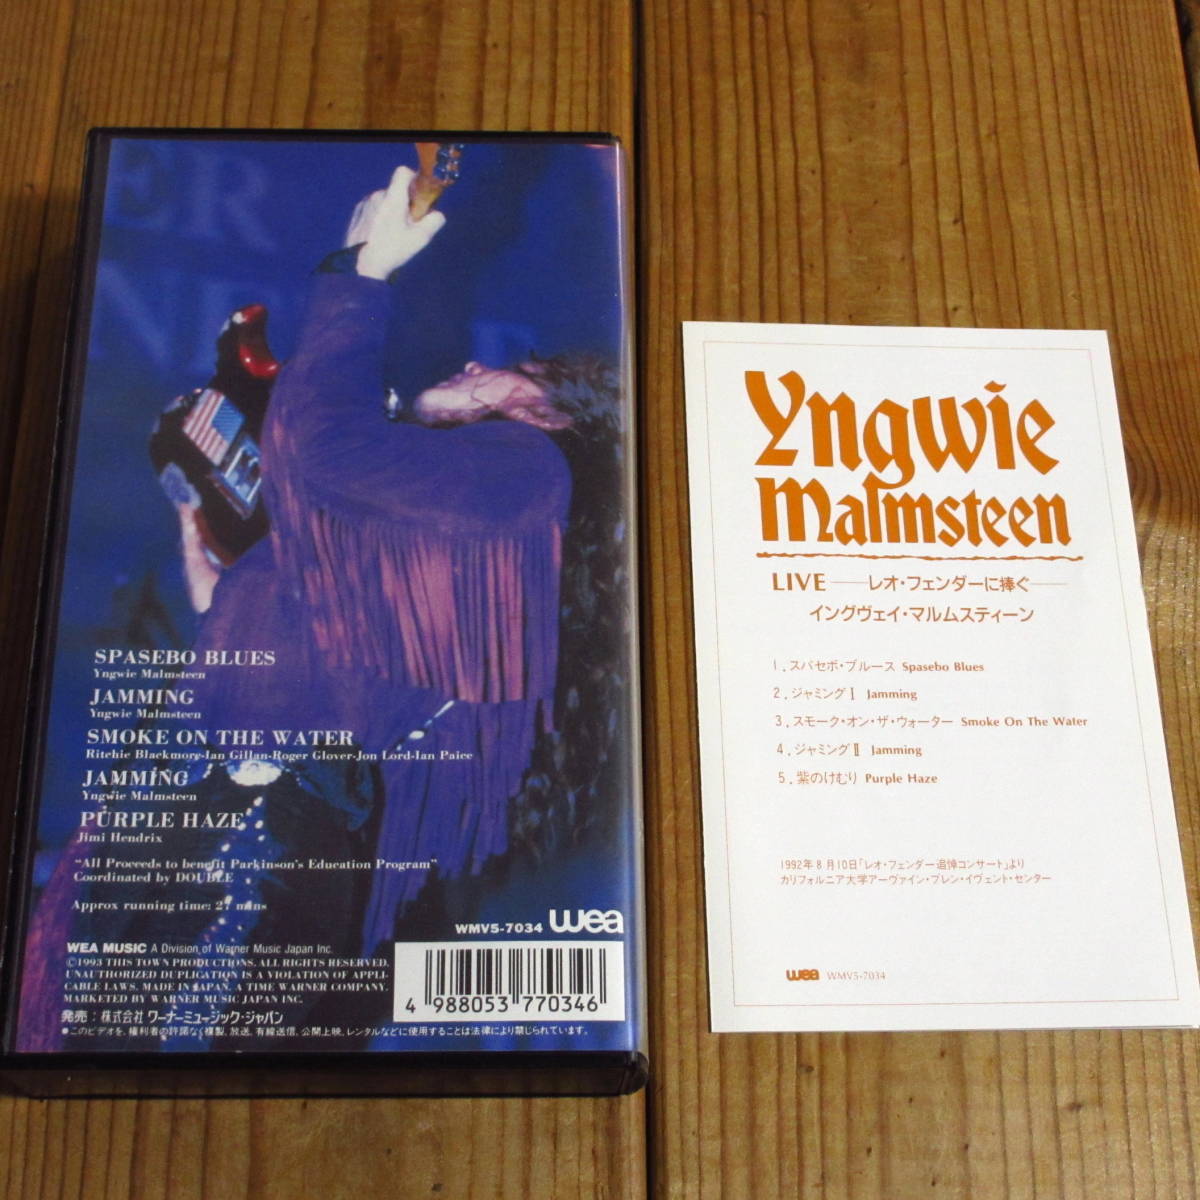 ER
SPASEBO BLUES
Yngwie Malmsteen
JAMMING
Yngwie Malmsteen
SMOKE ON THE WATER
Ritchie Blackmore-Ian Gillan-Roger Glover-Jon Lord-Ian Paice
JAMMING
Yngwie Malmsteen
PURPLE HAZE
Jimi Hendrix
"All Proceeds to benefit Parkinson's Education Program"
Coordinated by DOUBLE
Approx running time: 27 mins
WMV5-7034 wea
WEA MUSIC A Division of Warner Music Japan Inc.
©1993 THIS TOWN PRODUCTIONS. ALL RIGHTS RESERVED.
UNAUTHORIZED DUPLICATION IS A VIOLATION OF APPLI-
CABLE LAWS. MADE IN JAPAN. A TIME WARNER COMPANY.
MARKETED BY WARNER MUSIC JAPAN INC.
発売：株式会社 ワーナーミュージック・ジャパン
●このビデオを、権利者の許諾なく複製、放送、有線送信、公開上映、レンタルなどに使用することは法律により禁じられています。
4 988053 770346
Yngwie
Malmsteen
LIVE ——レオ・フェンダーに捧ぐ——
イングヴェイ・マルムスティーン
1. スパセボ・ブルース Spasebo Blues
2. ジャミングⅠ Jamming
3. スモーク・オン・ザ・ウォーター Smoke On The Water
4. ジャミングⅡ Jamming
5. 紫のけむり Purple Haze
1992年8月10日「レオ・フェンダー追悼コンサート」より
カリフォルニア大学アーヴァイン・ブレン・イヴェント・センター
wea WMV5-7034